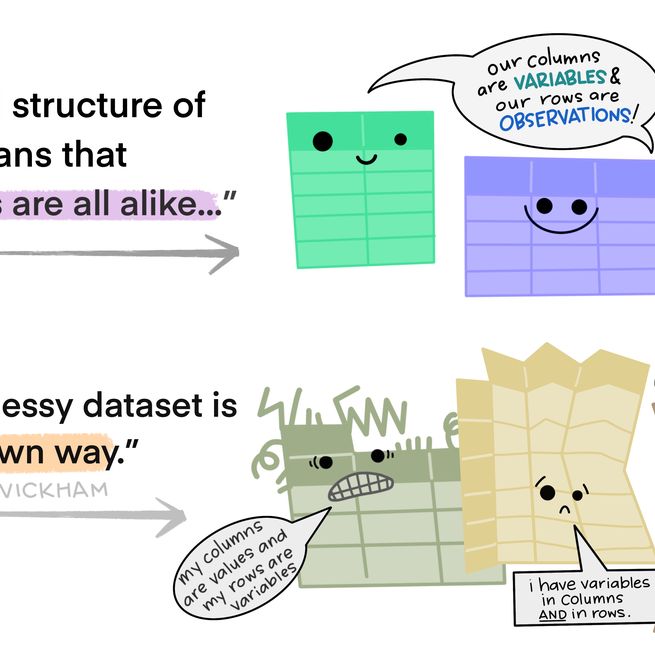 structure of
ans that
s are all alike...”
our columns
are VARIABLES &
our rows are
OBSERVATIONS!
essy dataset is
wn way.”
WICKHAM
my columns
are values and
my rows are
variables
i have variables
in columns
AND in rows.